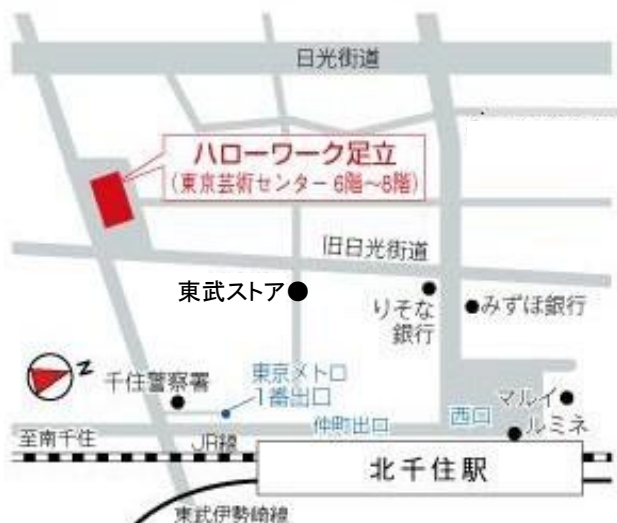 日光街道
ハローワーク足立
(東京芸術センター 6階～8階)
旧日光街道
東武ストア
りそな
銀行
みずほ銀行
Z
千住警察署
東京メトロ
1番出口
マルイ
西口
ルミネ
仲町出口
至南千住
JR線
北千住駅
東武伊勢崎線